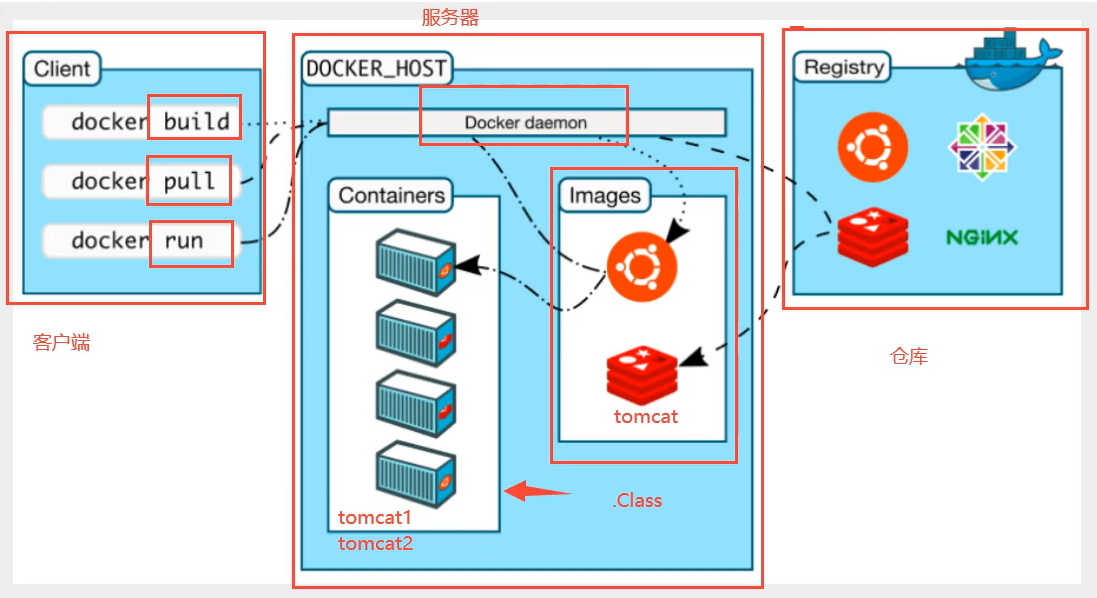 服务器
Client
docker build
docker pull
docker run
客户端
DOCKER_HOST
Docker daemon
Containers
tomcat1
tomcat2
Images
tomcat
.Class
Registry
NGINX
仓库